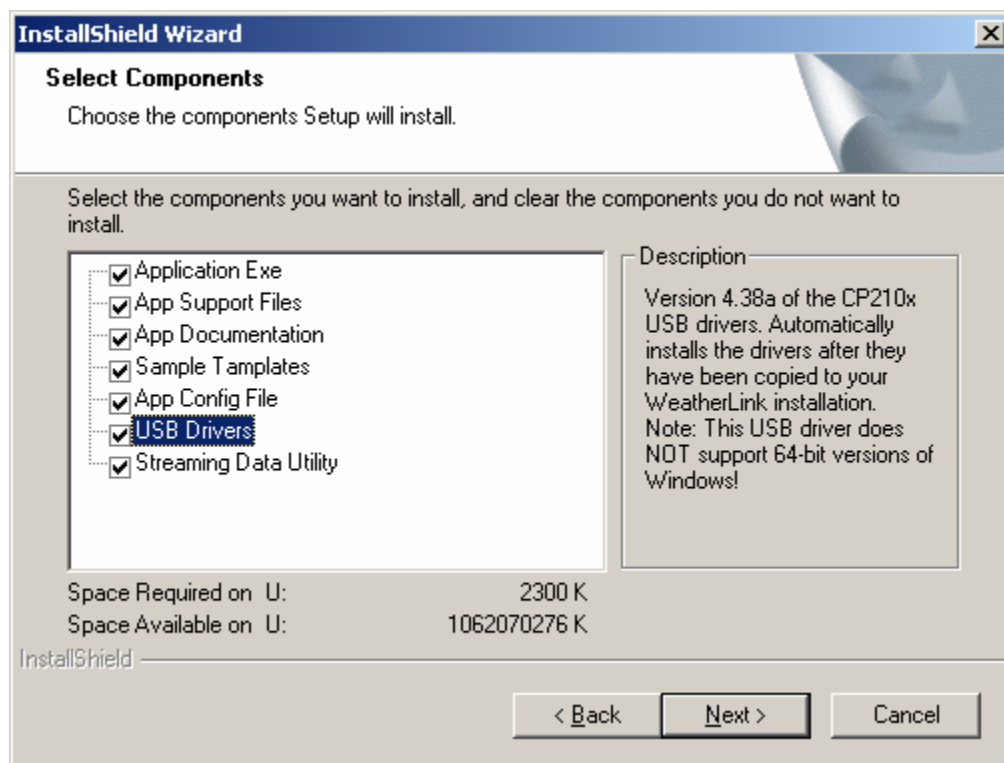 InstallShield Wizard
Select Components
Choose the components Setup will install.
Select the components you want to install, and clear the components you do not want to
install.
Application Exe
App Support Files
App Documentation
Sample Tamplates
App Config File
USB Drivers
Streaming Data Utility
Description
Version 4.38a of the CP210x
USB drivers. Automatically
installs the drivers after they
have been copied to your
WeatherLink installation.
Note: This USB driver does
NOT support 64-bit versions of
Windows!
Space Required on U: 2300 K
Space Available on U: 1062070276 K
InstallShield
< Back Next > Cancel